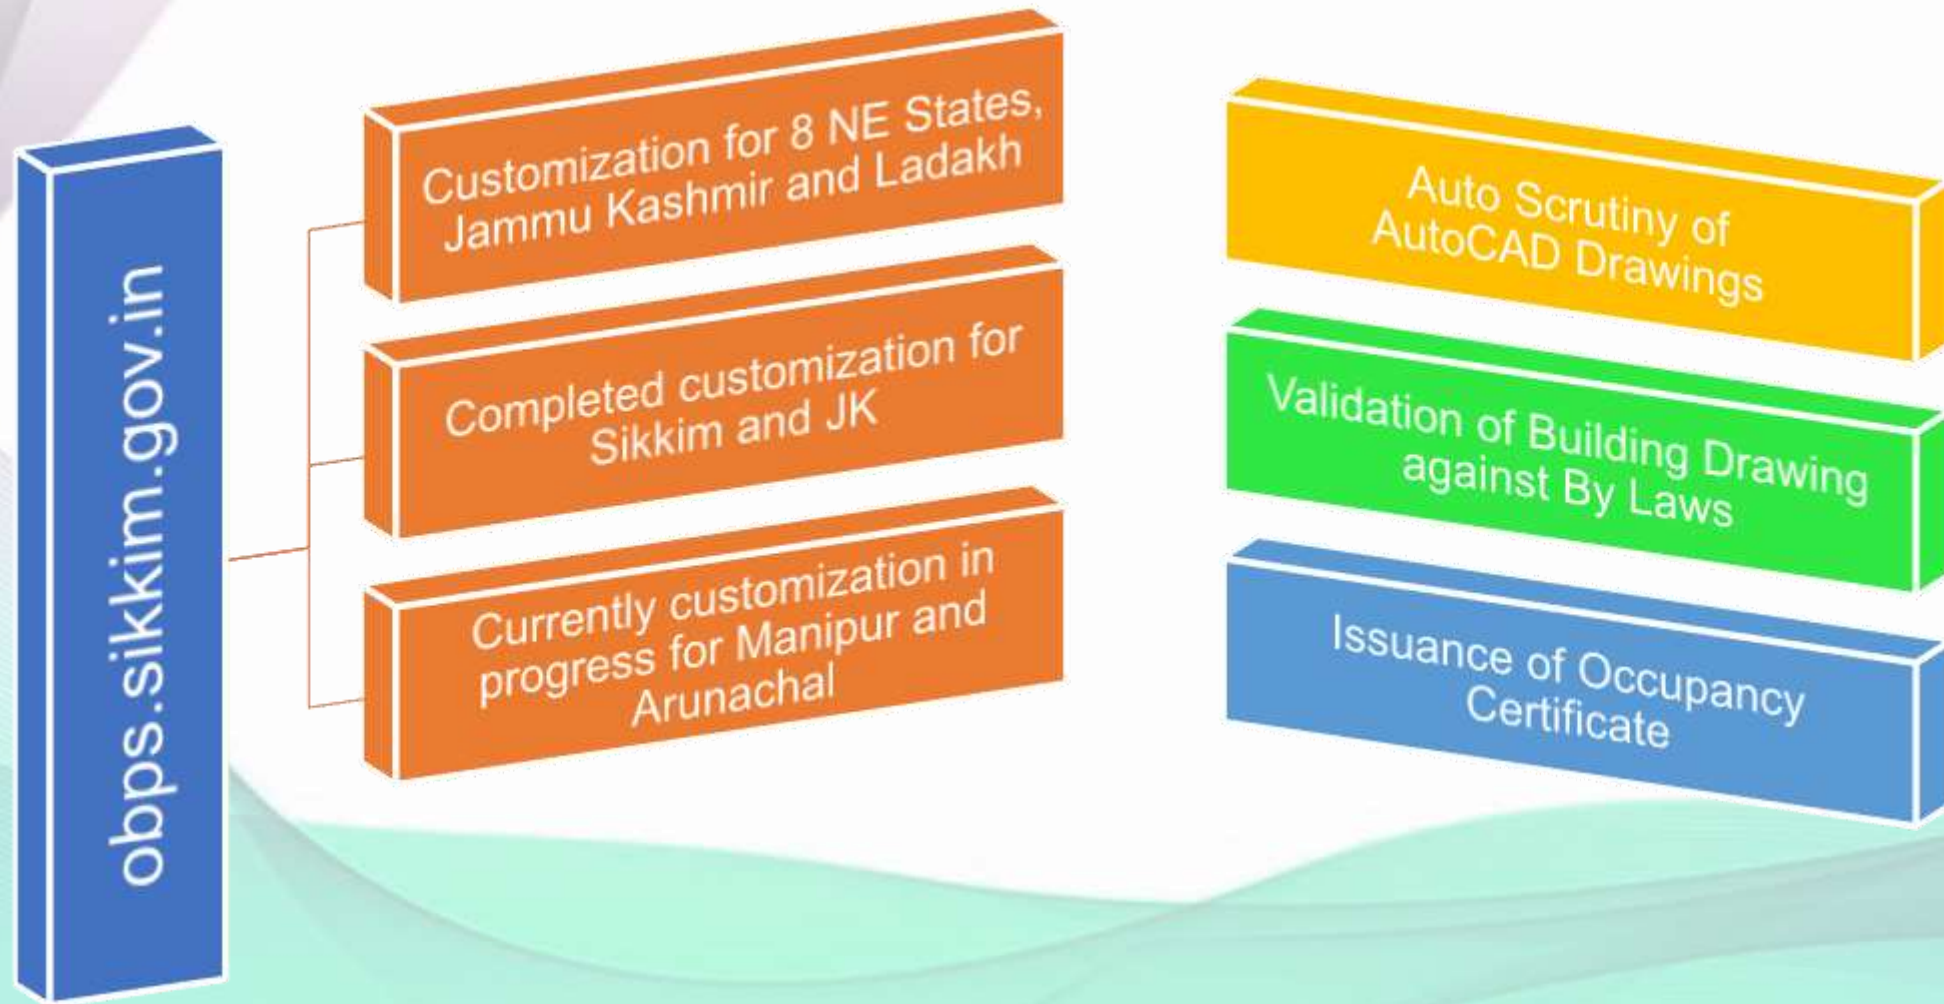 obps.sikkim.gov.in
Customization for 8 NE States,
Jammu Kashmir and Ladakh
Completed customization for
Sikkim and JK
Currently customization in
progress for Manipur and
Arunachal
Auto Scrutiny of
AutoCAD Drawings
Validation of Building Drawing
against By Laws
Issuance of Occupancy
Certificate